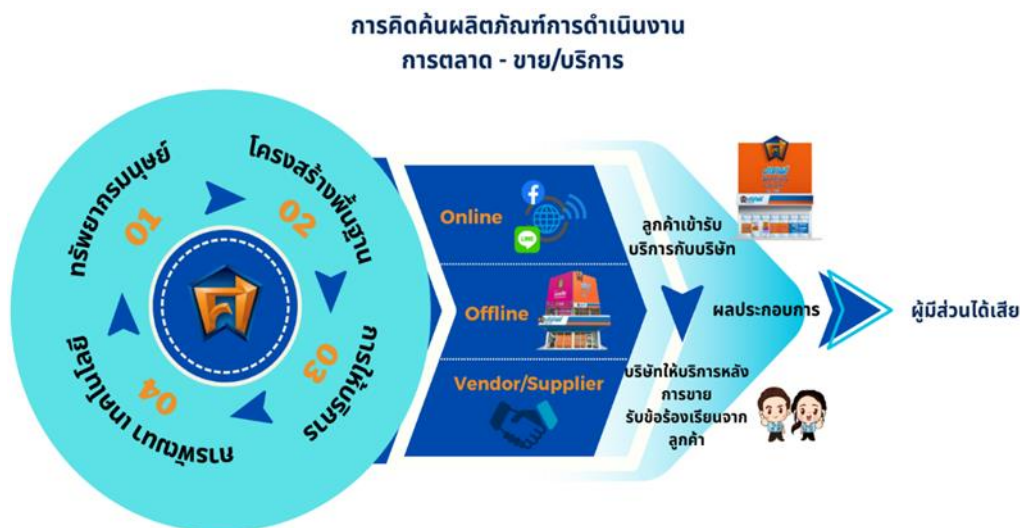 การคิดค้นผลิตภัณฑ์การดำเนินงาน
การตลาด - ขาย/บริการ
ทรัพยากรมนุษย์
01
โครงสร้างพื้นฐาน
02
การให้บริการ
03
การพัฒนา เทคโนโลยี
04
ศ
Online
LINE
Offline
Vendor/Supplier
ลูกค้าเข้ารับ
บริการกับบริษัท
ผลประกอบการ
บริษัทให้บริการหลัง
การขาย
รับข้อร้องเรียนจาก
ลูกค้า
ผู้มีส่วนได้เสีย